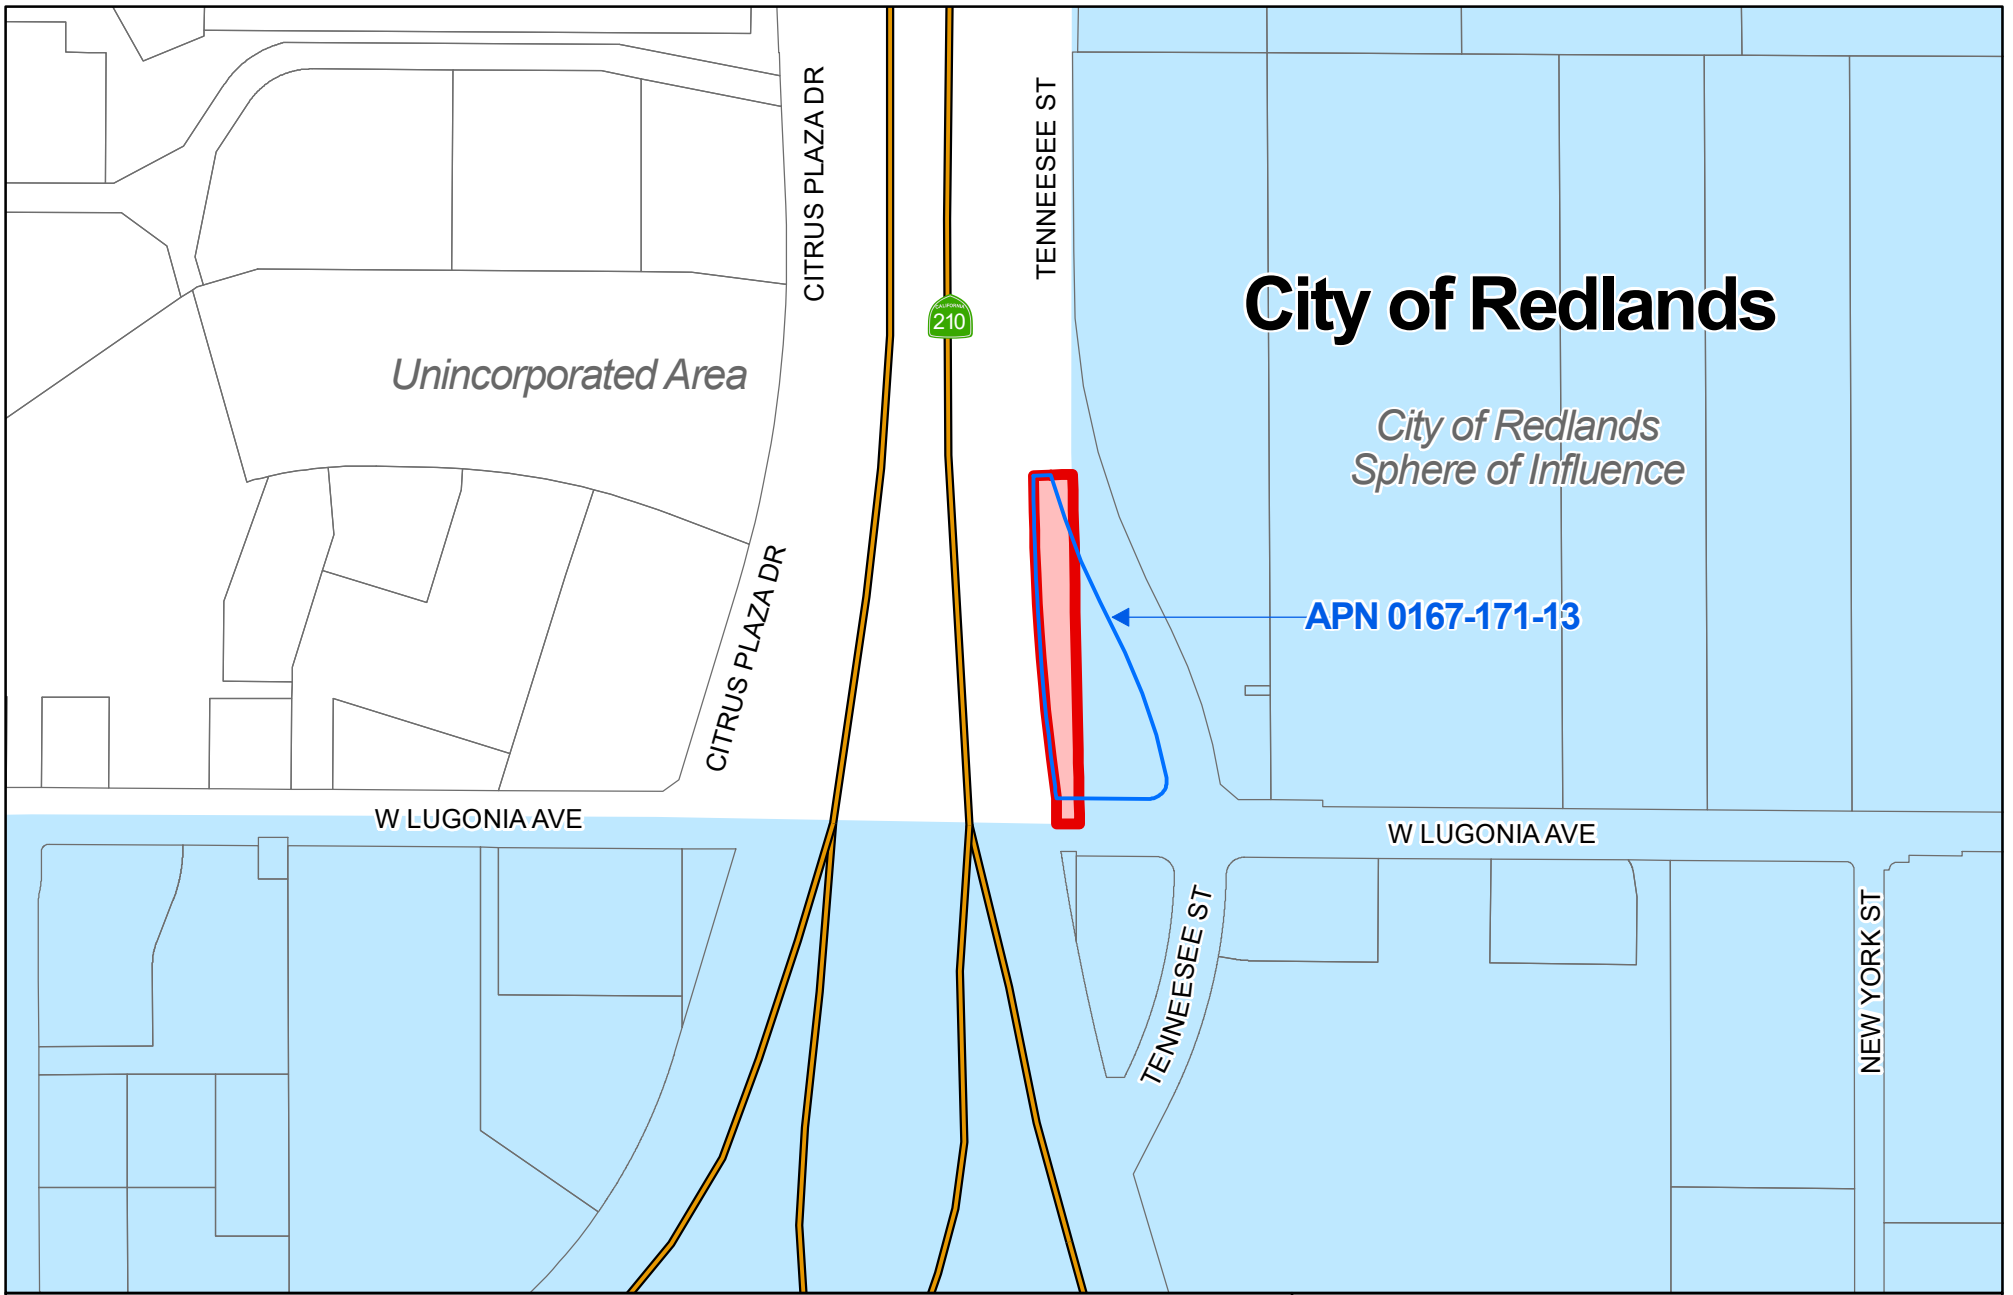 CITRUS PLAZA DR
TENNEESEE ST
City of Redlands
CALIFORNIA
210
Unincorporated Area
City of Redlands
Sphere of Influence
CITRUS PLAZA DR
APN 0167-171-13
W LUGONIA AVE
W LUGONIA AVE
TENNEESEE ST
NEW YORK ST